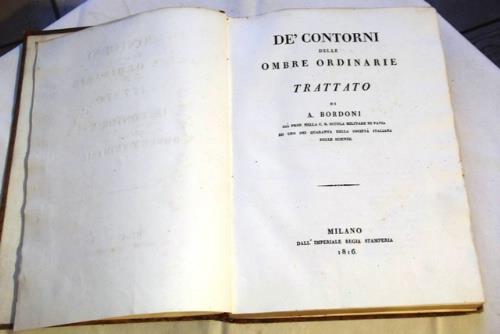 DE' CONTORNI
DELLE
OMBRE ORDINARIE
TRATTATO
DI
A. BORDONI
GIÀ PROF. NELLA C. R. SCUOLA MILITARE DI PAVIA
ED UNO DEI QUARANTA DELLA SOCIETÀ ITALIANA
DELLE SCIENZE.
MILANO
DALL' IMPERIALE REGIA STAMPERIA
1816.